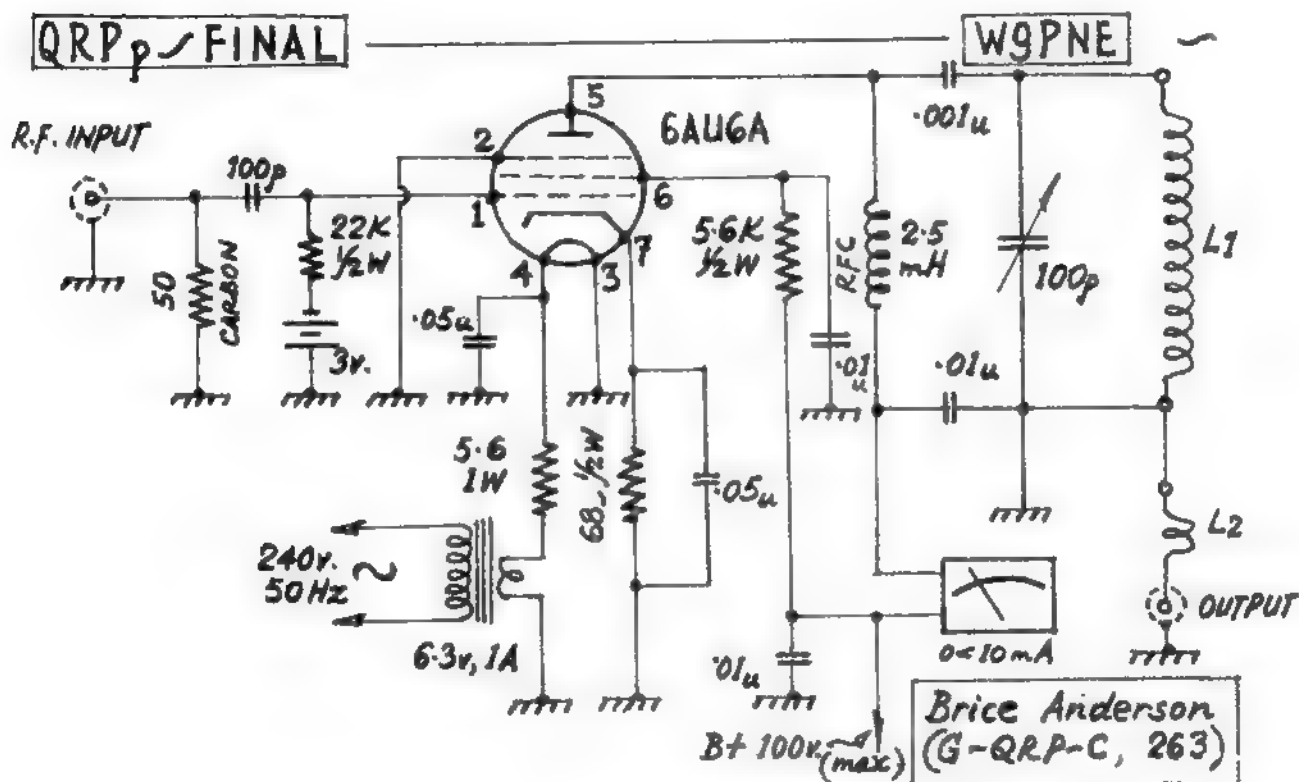 QRPp FINAL
W9PNE
R.F. INPUT
100p
50
CARBON
22K
1/2W
3v.
5
2
1
6
7
4
3
6AU6A
.05u
5.6
1W
68 1/2W
.05u
5.6K
1/2W
.01u
RFC
2.5
mH
.001u
.01u
100p
L1
L2
OUTPUT
240v.
50Hz
6.3v, 1A
.01u
0<10mA
B+ 100v.
(max)
Brice Anderson
(G-QRP-C, 263)